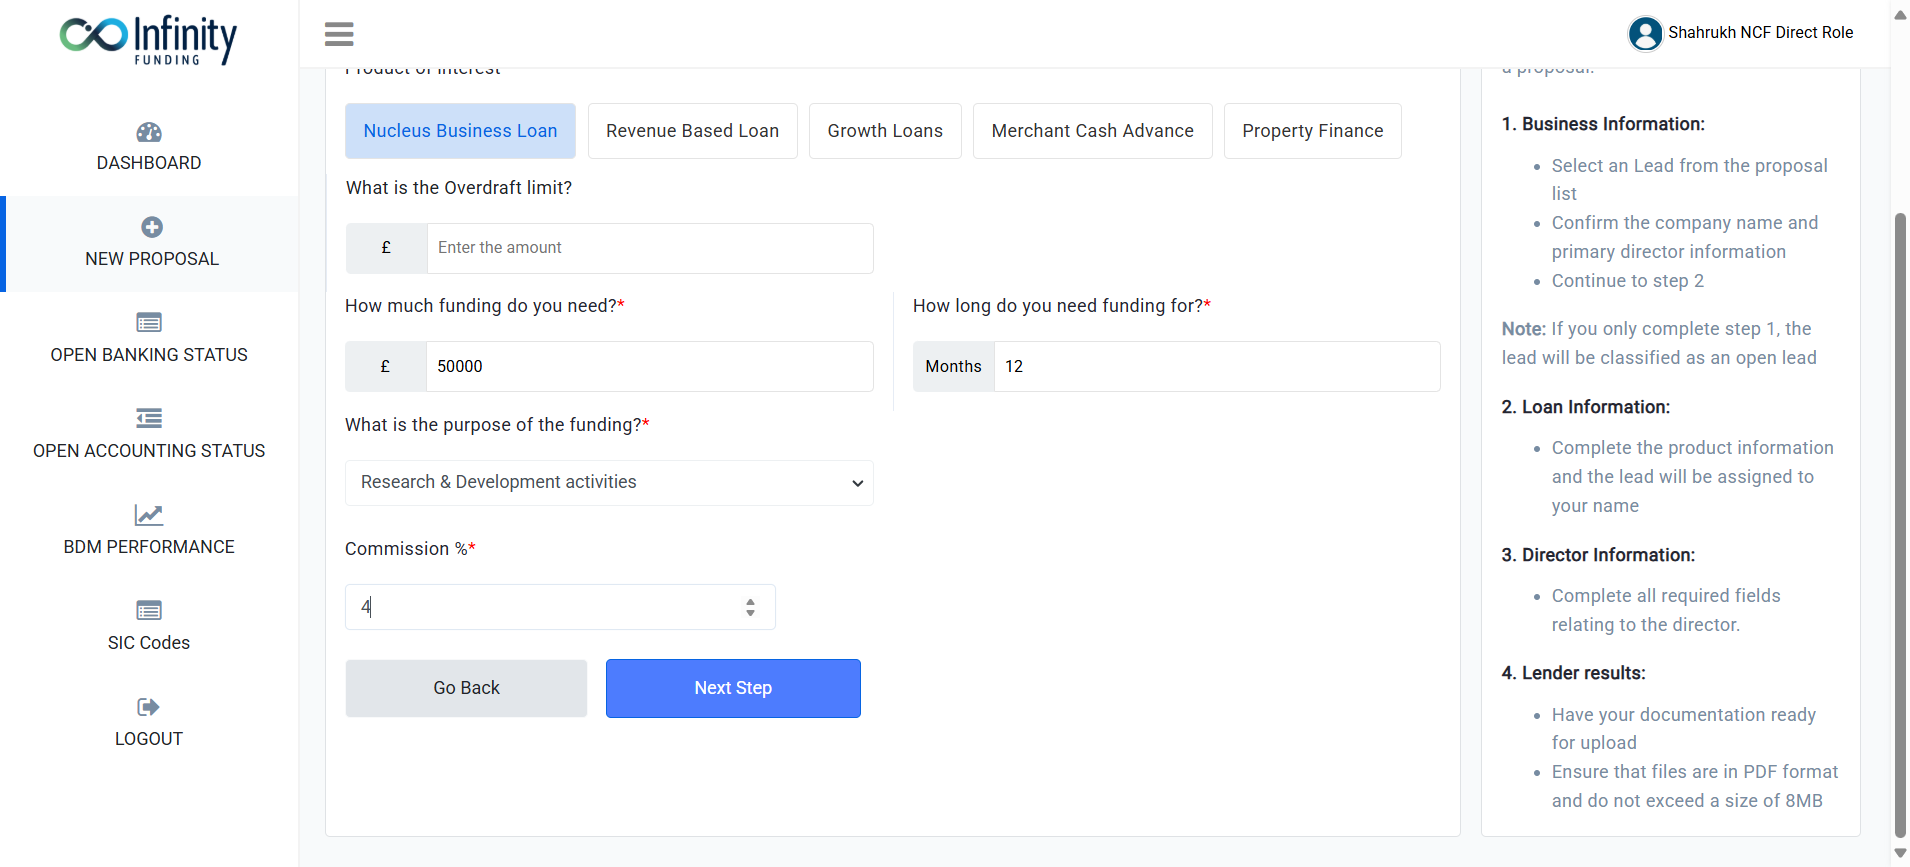 Infinity
FUNDING
Shahrukh NCF Direct Role
DASHBOARD
NEW PROPOSAL
OPEN BANKING STATUS
OPEN ACCOUNTING STATUS
BDM PERFORMANCE
SIC Codes
LOGOUT
Product of interest
Nucleus Business Loan
Revenue Based Loan
Growth Loans
Merchant Cash Advance
Property Finance
What is the Overdraft limit?
£
Enter the amount
How much funding do you need?*
£
50000
How long do you need funding for?*
Months
12
What is the purpose of the funding?*
Research & Development activities
Commission %*
4
Go Back
Next Step
a proposal.
1. Business Information:
• Select an Lead from the proposal
list
• Confirm the company name and
primary director information
• Continue to step 2
Note: If you only complete step 1, the
lead will be classified as an open lead
2. Loan Information:
• Complete the product information
and the lead will be assigned to
your name
3. Director Information:
• Complete all required fields
relating to the director.
4. Lender results:
• Have your documentation ready
for upload
• Ensure that files are in PDF format
and do not exceed a size of 8MB